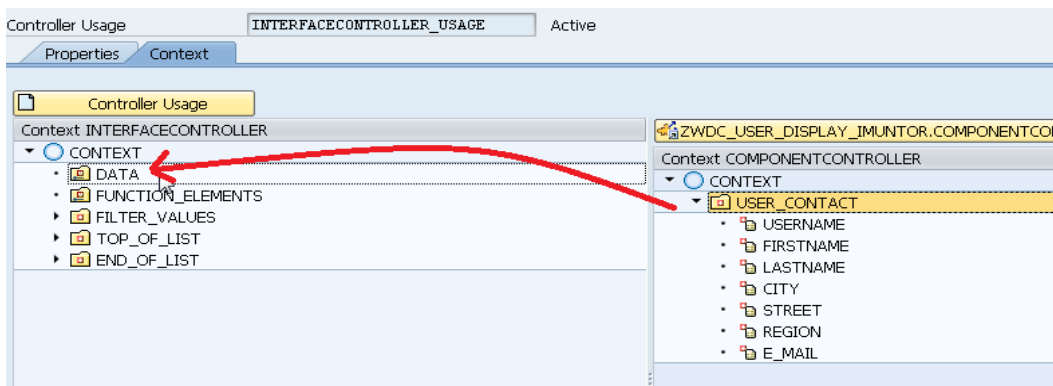 Controller Usage INTERFACECONTROLLER_USAGE Active
Properties Context
Controller Usage
Context INTERFACECONTROLLER
CONTEXT
DATA
FUNCTION_ELEMENTS
FILTER_VALUES
TOP_OF_LIST
END_OF_LIST
ZWDC_USER_DISPLAY_IMUNTOR.COMPONENTCO
Context COMPONENTCONTROLLER
CONTEXT
USER_CONTACT
USERNAME
FIRSTNAME
LASTNAME
CITY
STREET
REGION
E_MAIL